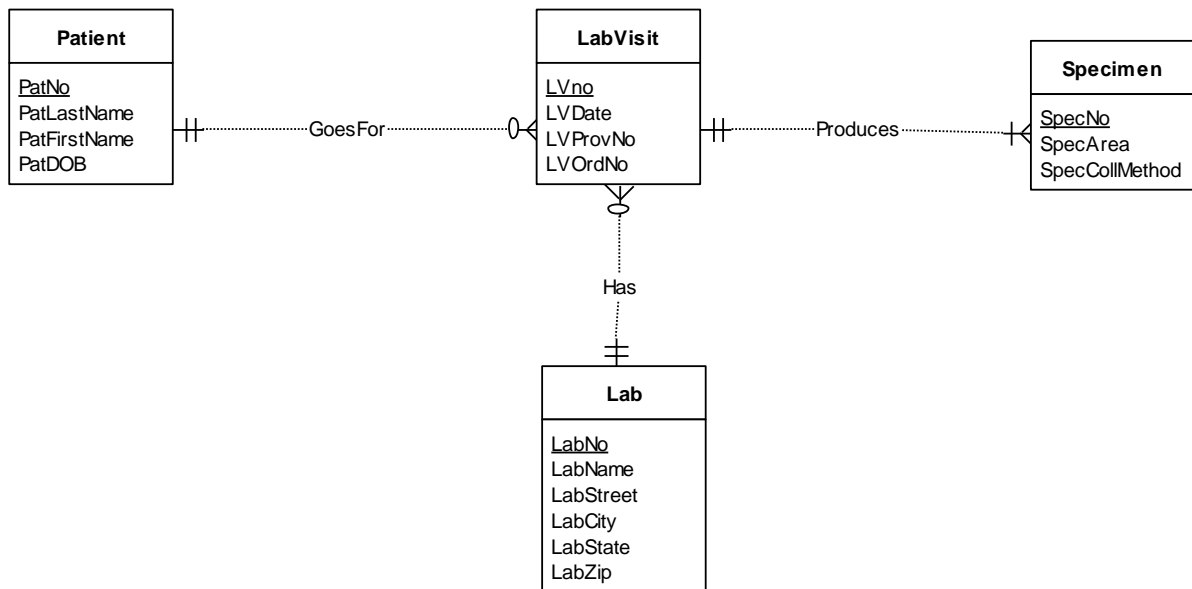 Patient
PatNo
PatLastName
PatFirstName
PatDOB
GoesFor
LabVisit
LVno
LVDate
LVProvNo
LVOrdNo
Produces
Specimen
SpecNo
SpecArea
SpecCollMethod
Has
Lab
LabNo
LabName
LabStreet
LabCity
LabState
LabZip